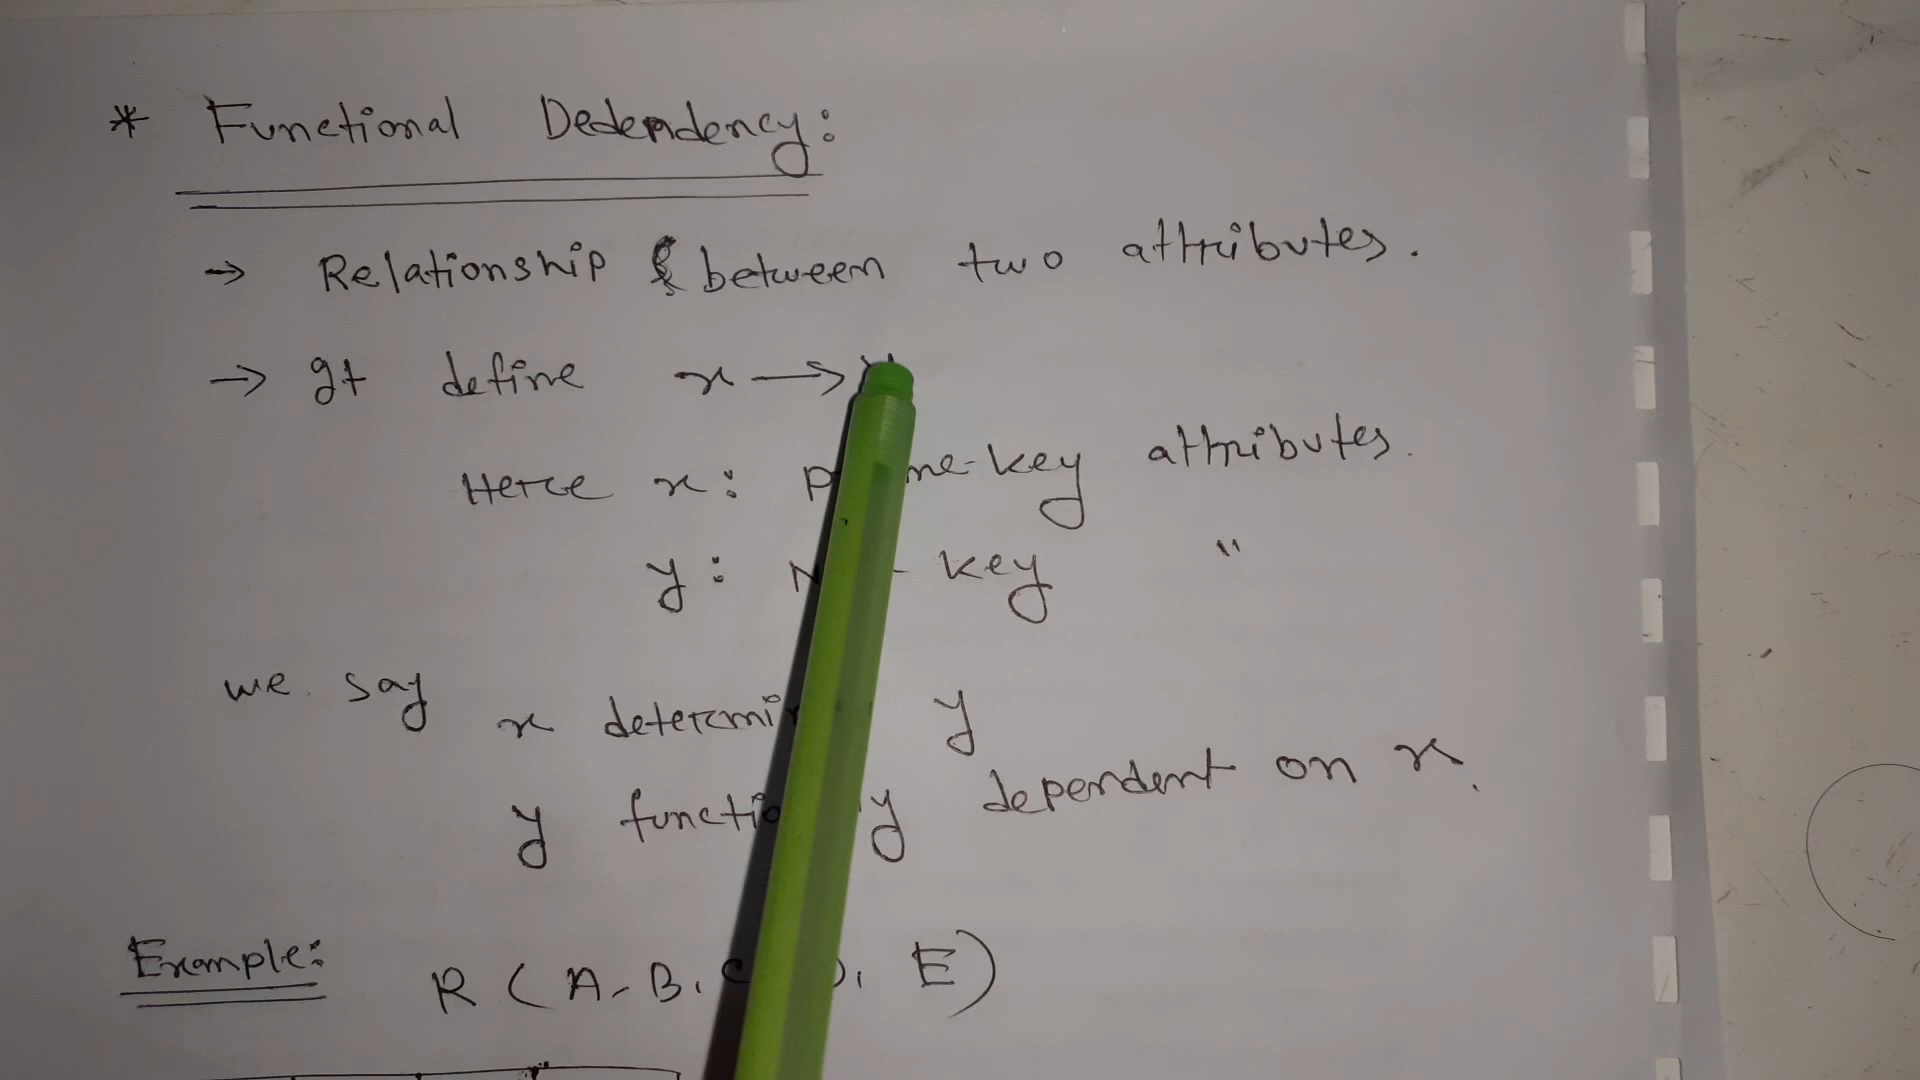 * Functional Dedendency:
→ Relationship between two attributes.
→ It define x →
Here x: key attributes.
y: key "
we say
x y
y dependent on x.
Example: R (A, B, E)